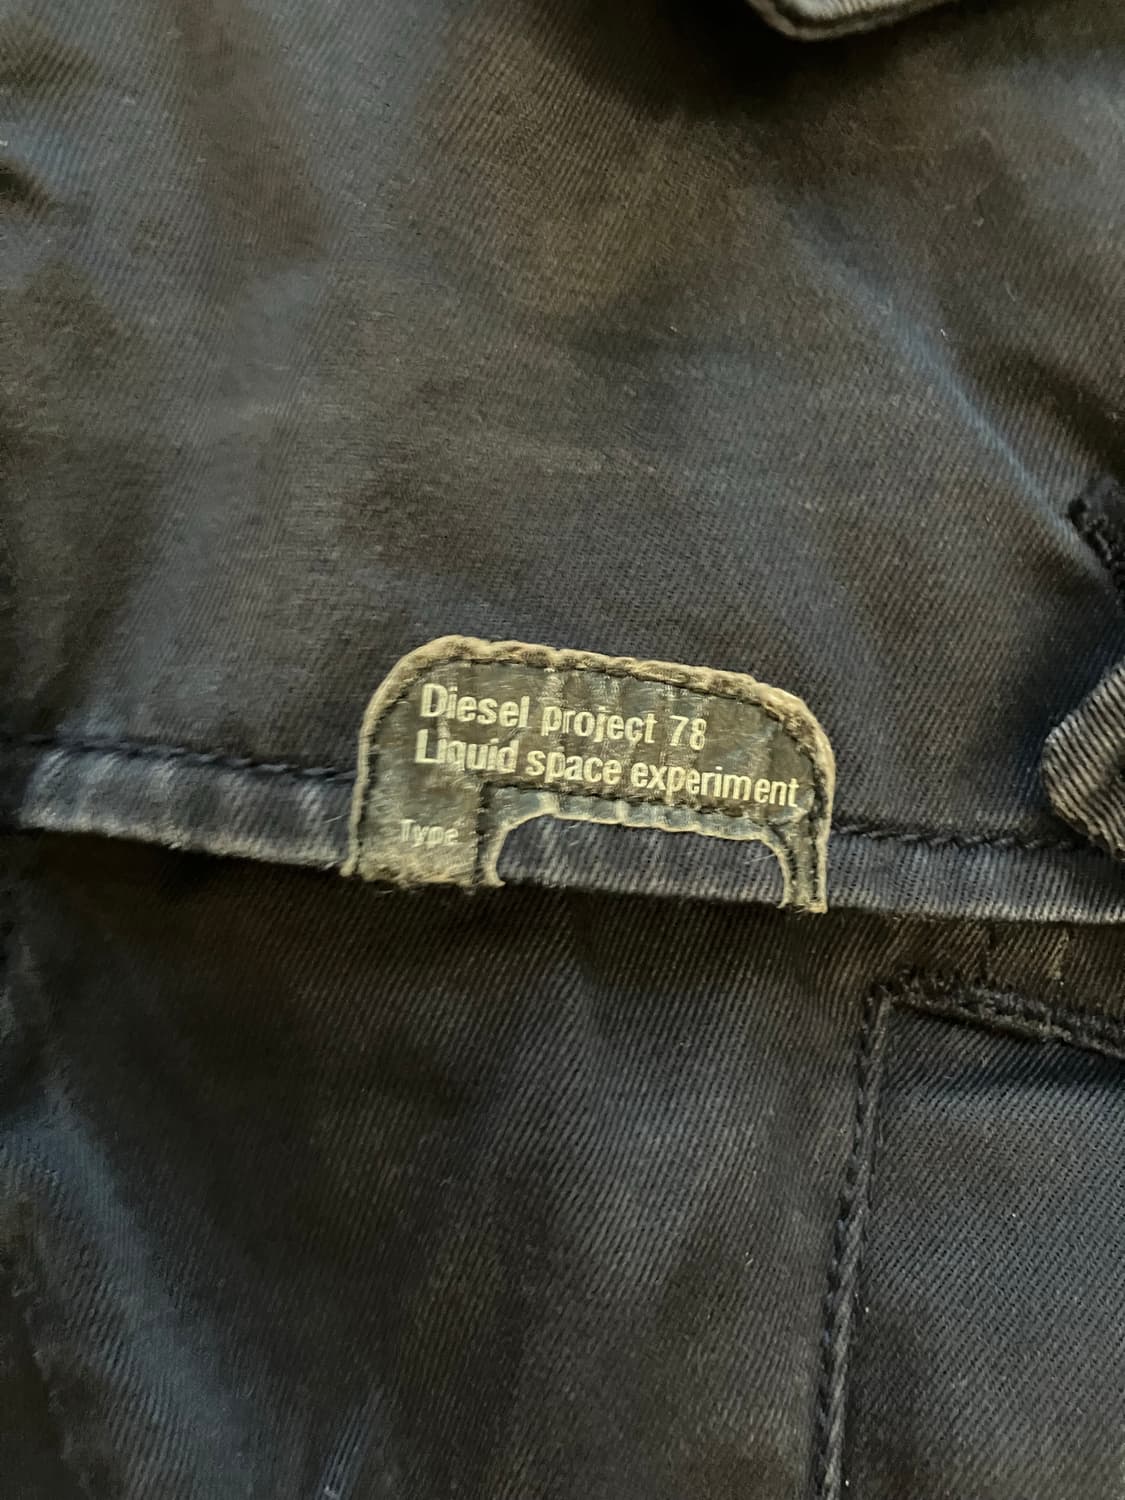 Diesel project 78
Liquid space experiment
Type